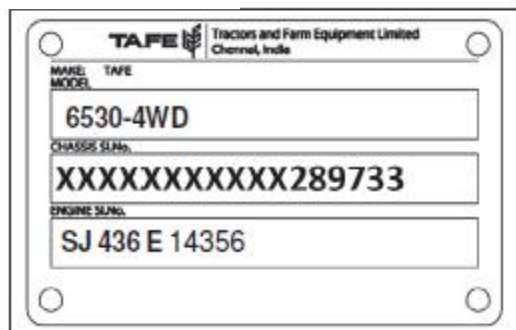 TAFE Tractors and Farm Equipment Limited
Chennai, India
MAKE: TAFE
MODEL
6530-4WD
CHASSIS Sl.No.
XXXXXXXXXXX289733
ENGINE Sl.No.
SJ 436 E 14356